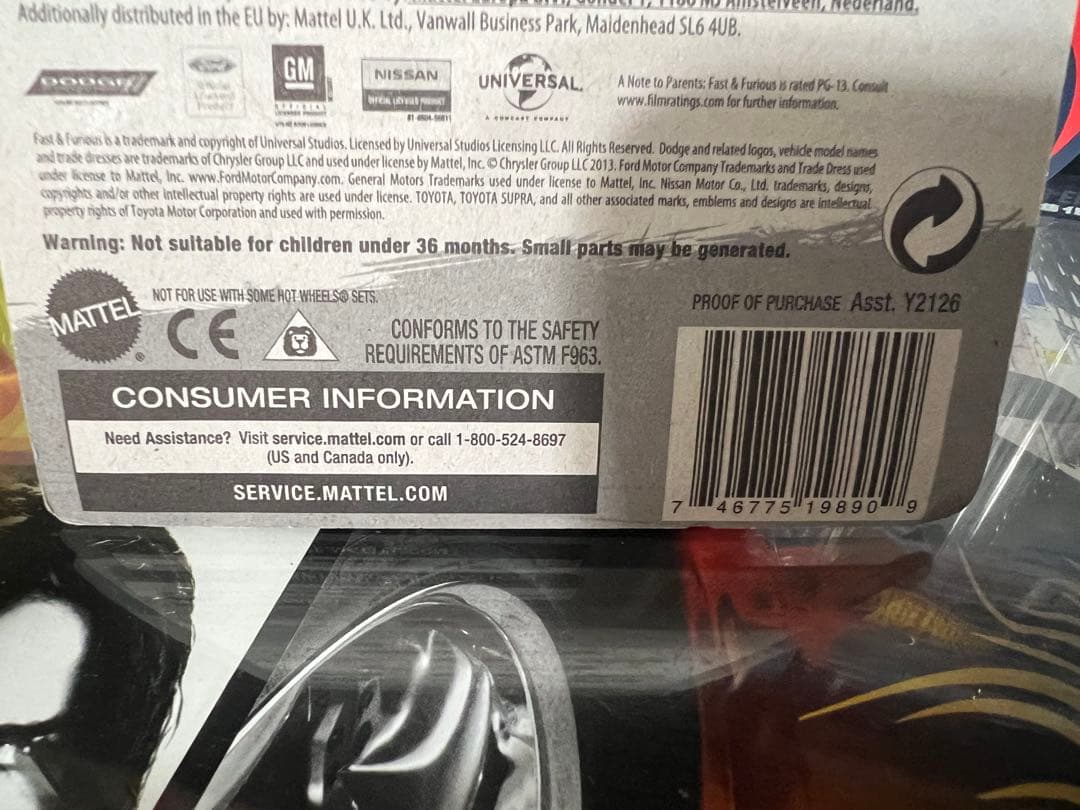 Additionally distributed in the EU by: Mattel U.K. Ltd., Vanwall Business Park, Maidenhead SL6 4UB.
DODGE
Ford
GM
OFFICIAL
LICENSED PRODUCT
NISSAN
OFFICIAL LICENSED PRODUCT
UNIVERSAL
A COMCAST COMPANY
A Note to Parents: Fast & Furious is rated PG-13. Consult
www.filmratings.com for further information.
Fast & Furious is a trademark and copyright of Universal Studios. Licensed by Universal Studios Licensing LLC. All Rights Reserved. Dodge and related logos, vehicle model names
and trade dresses are trademarks of Chrysler Group LLC and used under license by Mattel, Inc. © Chrysler Group LLC 2013. Ford Motor Company Trademarks and Trade Dress used
under license to Mattel, Inc. www.FordMotorCompany.com. General Motors Trademarks used under license to Mattel, Inc. Nissan Motor Co., Ltd. trademarks, designs,
copyrights and/or other intellectual property rights are used under license. TOYOTA, TOYOTA SUPRA, and all other associated marks, emblems and designs are intellectual
property rights of Toyota Motor Corporation and used with permission.
Warning: Not suitable for children under 36 months. Small parts may be generated.
MATTEL ®
NOT FOR USE WITH SOME HOT WHEELS® SETS.
CE
CONFORMS TO THE SAFETY
REQUIREMENTS OF ASTM F963.
PROOF OF PURCHASE Asst. Y2126
CONSUMER INFORMATION
Need Assistance? Visit service.mattel.com or call 1-800-524-8697
(US and Canada only).
SERVICE.MATTEL.COM
7 46775 19890 9